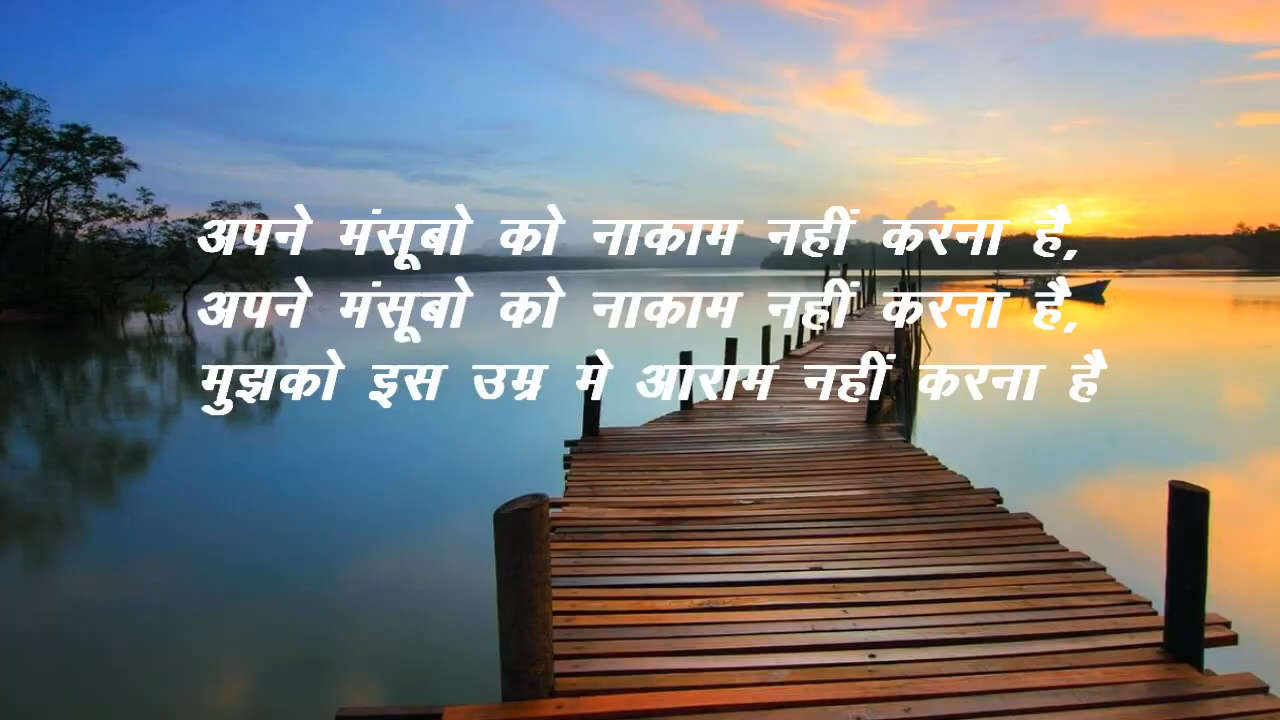 अपने मंसूबो को नाकाम नहीं करना है,
अपने मंसूबो को नाकाम नहीं करना है,
मुझको इस उम्र मे आराम नहीं करना है